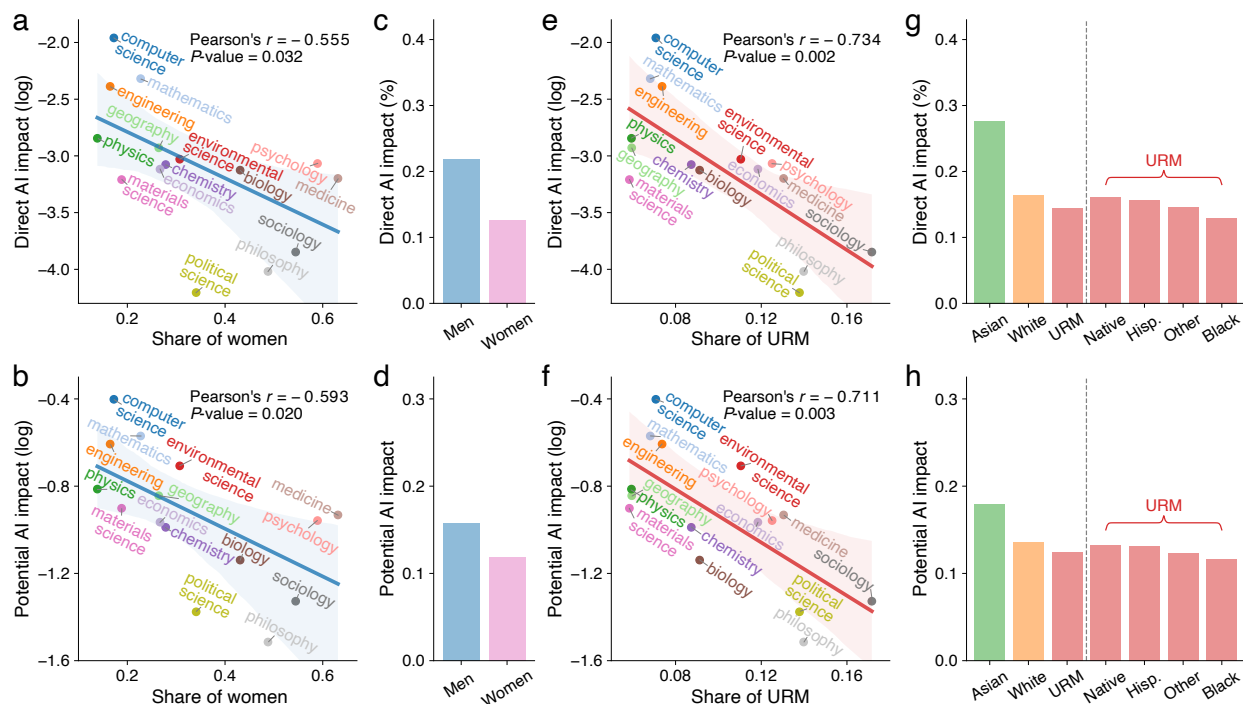 a
Pearson's r = − 0.555
P-value = 0.032
computer
science
mathematics
engineering
geography
physics
environmental
science
psychology
chemistry
economics
biology
medicine
materials
science
sociology
philosophy
political
science
−2.0
−2.5
−3.0
−3.5
−4.0
0.2
0.4
0.6
Direct AI impact (log)
Share of women
c
0.4
0.3
0.2
0.1
0.0
Direct AI impact (%)
Men
Women
e
Pearson's r = − 0.734
P-value = 0.002
computer
science
mathematics
engineering
environmental
science
physics
geography
chemistry
economics
psychology
biology
medicine
materials
science
sociology
philosophy
political
science
−2.0
−2.5
−3.0
−3.5
−4.0
0.08
0.12
0.16
Direct AI impact (log)
Share of URM
g
0.4
0.3
0.2
0.1
0.0
Direct AI impact (%)
URM
Asian
White
URM
Native
Hisp.
Other
Black
b
Pearson's r = − 0.593
P-value = 0.020
computer
science
mathematics
environmental
science
engineering
physics
geography
medicine
economics
psychology
materials
science
chemistry
biology
sociology
political
science
philosophy
−0.4
−0.8
−1.2
−1.6
0.2
0.4
0.6
Potential AI impact (log)
Share of women
d
0.3
0.2
0.1
0.0
Potential AI impact
Men
Women
f
Pearson's r = − 0.711
P-value = 0.003
computer
science
mathematics
environmental
science
engineering
psychology
geography
physics
economics
medicine
materials
science
chemistry
biology
sociology
political
science
philosophy
−0.4
−0.8
−1.2
−1.6
0.08
0.12
0.16
Potential AI impact (log)
Share of URM
h
0.3
0.2
0.1
0.0
Potential AI impact
URM
Asian
White
URM
Native
Hisp.
Other
Black